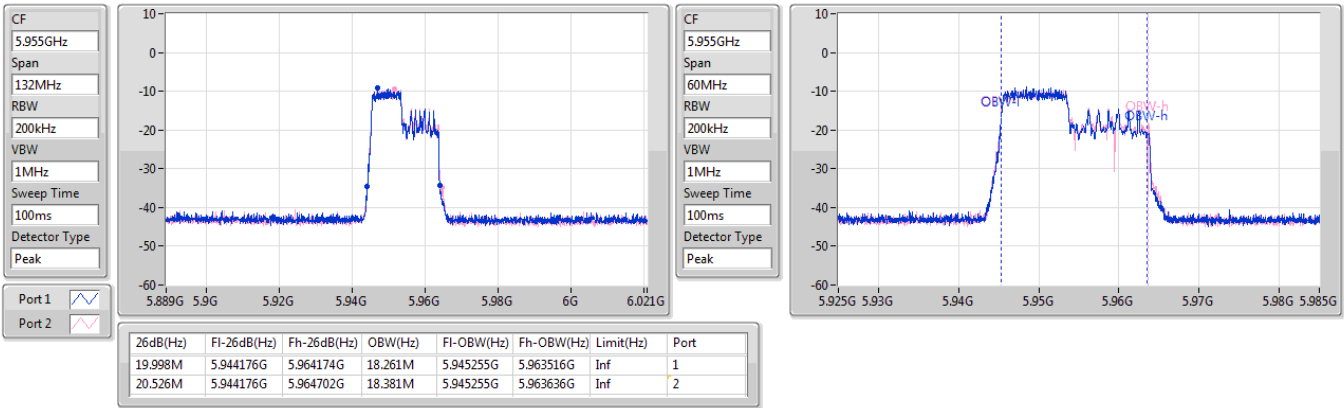 CF
5.955GHz
Span
132MHz
RBW
200kHz
VBW
1MHz
Sweep Time
100ms
Detector Type
Peak
Port 1
Port 2
10
0
-10
-20
-30
-40
-50
-60
5.889G 5.9G 5.92G 5.94G 5.96G 5.98G 6G 6.021G
CF
5.955GHz
Span
60MHz
RBW
200kHz
VBW
1MHz
Sweep Time
100ms
Detector Type
Peak
10
0
-10
-20
-30
-40
-50
-60
OBW-l
OBW-h
OBW-h
5.925G 5.93G 5.94G 5.95G 5.96G 5.97G 5.98G 5.985G
26dB(Hz) Fl-26dB(Hz) Fh-26dB(Hz) OBW(Hz) Fl-OBW(Hz) Fh-OBW(Hz) Limit(Hz) Port
19.998M 5.944176G 5.964174G 18.261M 5.945255G 5.963516G Inf 1
20.526M 5.944176G 5.964702G 18.381M 5.945255G 5.963636G Inf 2